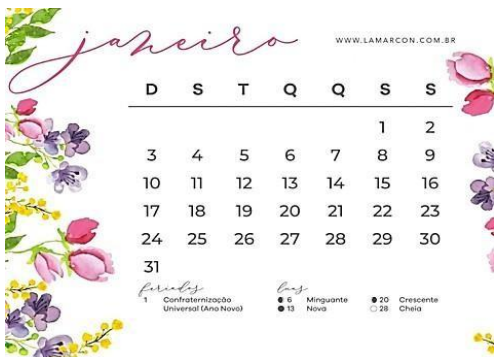 janeiro
WWW.LAMARCON.COM.BR
D S T Q Q S S
1 2
3 4 5 6 7 8 9
10 11 12 13 14 15 16
17 18 19 20 21 22 23
24 25 26 27 28 29 30
31
feriados
1 Confraternização
Universal (Ano Novo)
luas
6 Minguante 20 Crescente
13 Nova 28 Cheia